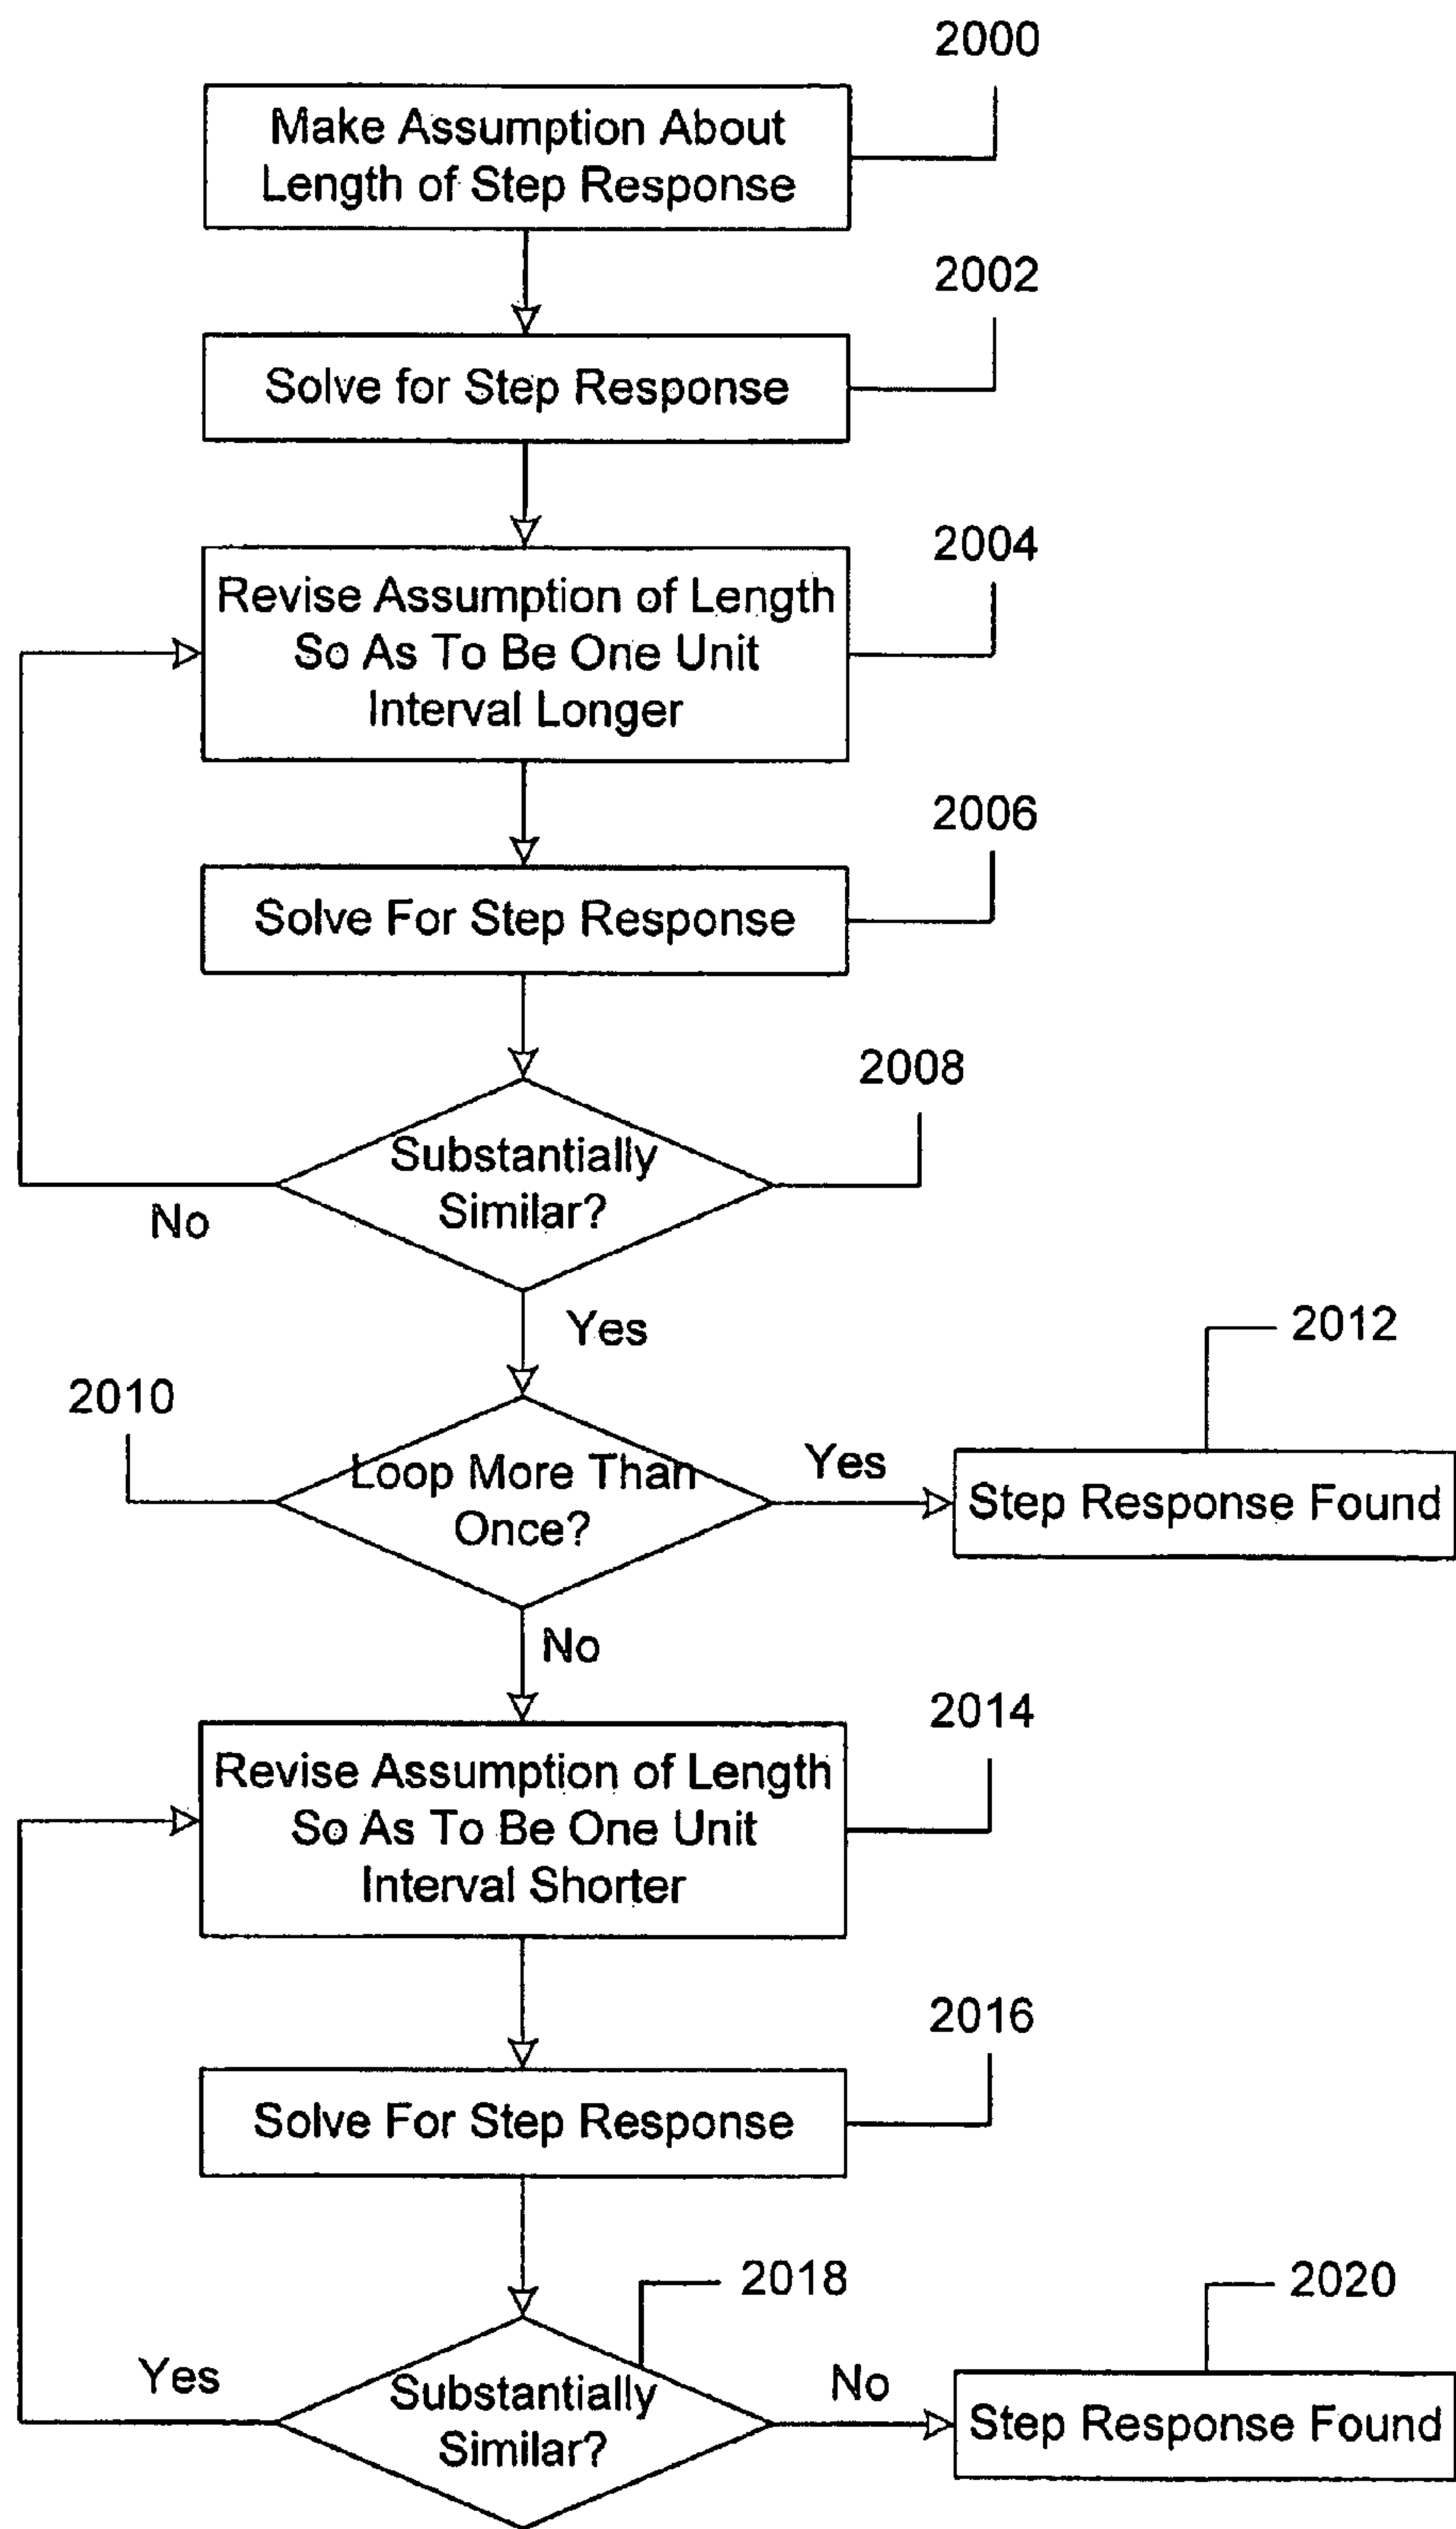 2000
Make Assumption About
Length of Step Response
2002
Solve for Step Response
2004
Revise Assumption of Length
So As To Be One Unit
Interval Longer
2006
Solve For Step Response
2008
Substantially
Similar?
No
Yes
2012
2010
Loop More Than
Once?
Yes
Step Response Found
No
2014
Revise Assumption of Length
So As To Be One Unit
Interval Shorter
2016
Solve For Step Response
2018
2020
Yes
Substantially
Similar?
No
Step Response Found